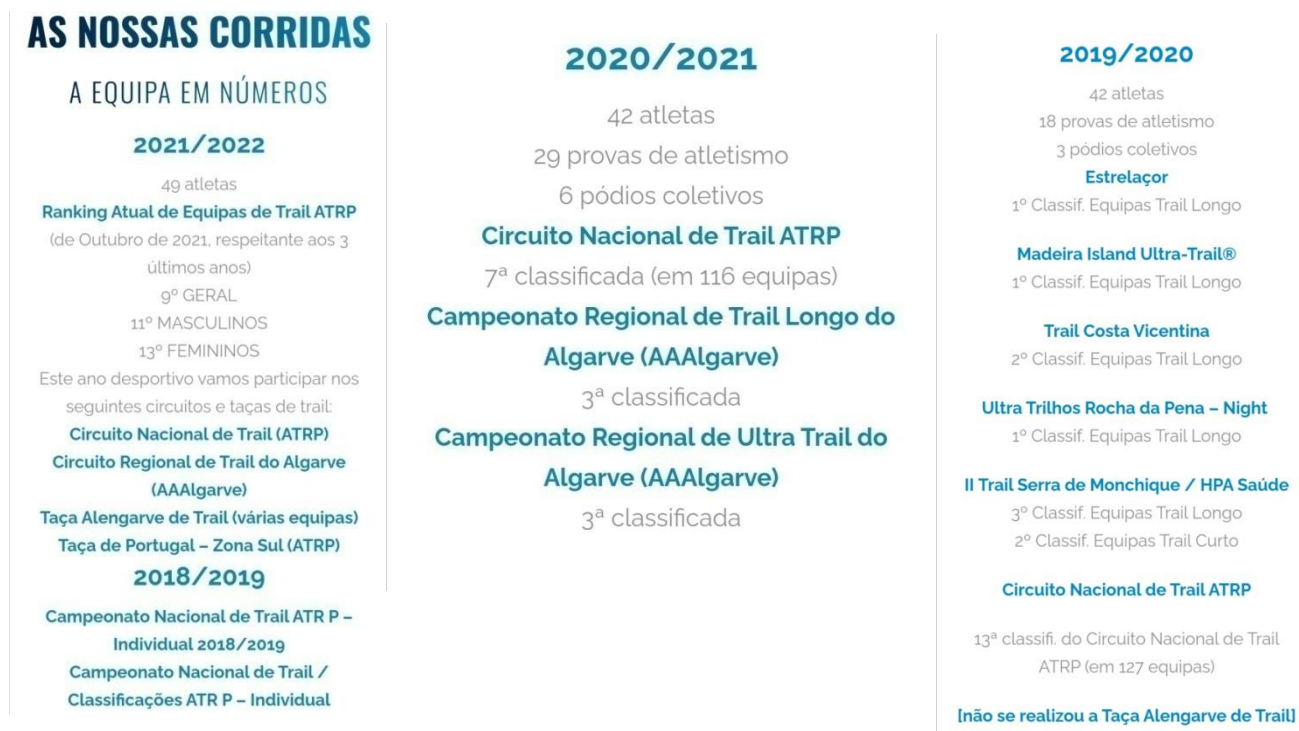 AS NOSSAS CORRIDAS
A EQUIPA EM NÚMEROS
2021/2022
49 atletas
Ranking Atual de Equipas de Trail ATRP
(de Outubro de 2021, respeitante aos 3
últimos anos)
9º GERAL
11º MASCULINOS
13º FEMININOS
Este ano desportivo vamos participar nos
seguintes circuitos e taças de trail:
Circuito Nacional de Trail (ATRP)
Circuito Regional de Trail do Algarve
(AAAlgarve)
Taça Alengarve de Trail (várias equipas)
Taça de Portugal – Zona Sul (ATRP)
2018/2019
Campeonato Nacional de Trail ATR P –
Individual 2018/2019
Campeonato Nacional de Trail /
Classificações ATR P – Individual
2020/2021
42 atletas
29 provas de atletismo
6 pódios coletivos
Circuito Nacional de Trail ATRP
7ª classificada (em 116 equipas)
Campeonato Regional de Trail Longo do
Algarve (AAAlgarve)
3ª classificada
Campeonato Regional de Ultra Trail do
Algarve (AAAlgarve)
3ª classificada
2019/2020
42 atletas
18 provas de atletismo
3 pódios coletivos
Estrelaçor
1º Classif. Equipas Trail Longo
Madeira Island Ultra-Trail®
1º Classif. Equipas Trail Longo
Trail Costa Vicentina
2º Classif. Equipas Trail Longo
Ultra Trilhos Rocha da Pena – Night
1º Classif. Equipas Trail Longo
II Trail Serra de Monchique / HPA Saúde
3º Classif. Equipas Trail Longo
2º Classif. Equipas Trail Curto
Circuito Nacional de Trail ATRP
13ª classifi. do Circuito Nacional de Trail
ATRP (em 127 equipas)
[não se realizou a Taça Alengarve de Trail]